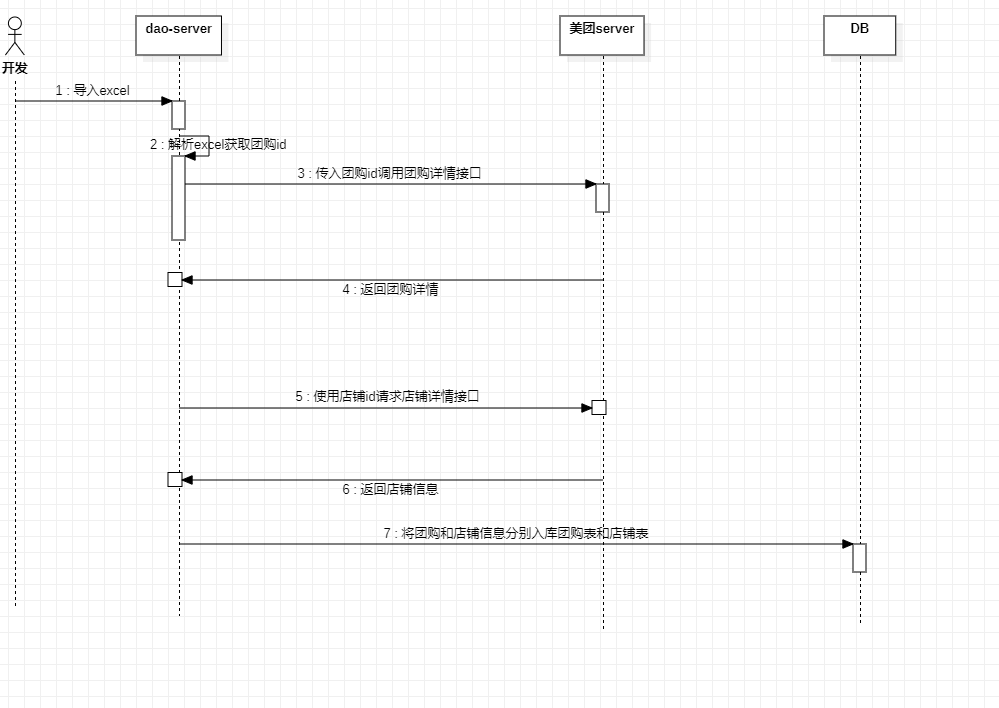 dao-server
美团server
DB
开发
1 : 导入excel
2 : 解析excel获取团购id
3 : 传入团购id调用团购详情接口
4 : 返回团购详情
5 : 使用店铺id请求店铺详情接口
6 : 返回店铺信息
7 : 将团购和店铺信息分别入库团购表和店铺表